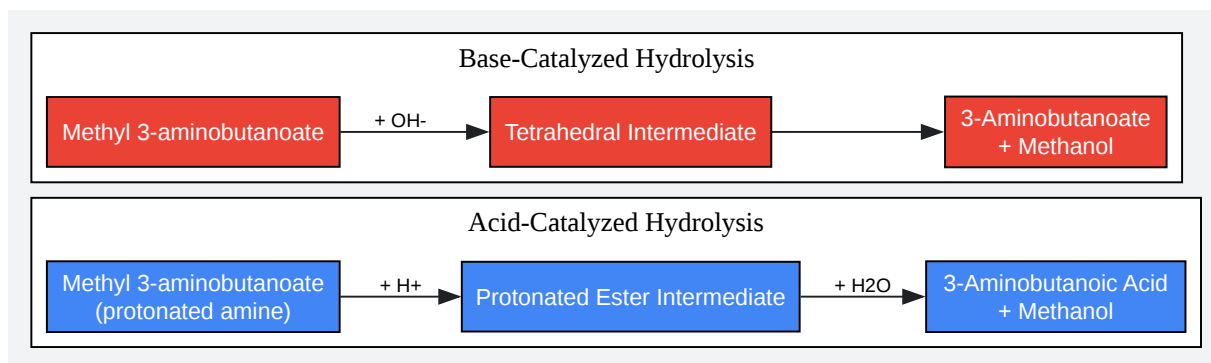 Base-Catalyzed Hydrolysis
Methyl 3-aminobutanoate
+ OH-
Tetrahedral Intermediate
3-Aminobutanoate
+ Methanol
Acid-Catalyzed Hydrolysis
Methyl 3-aminobutanoate
(protonated amine)
+ H+
Protonated Ester Intermediate
+ H2O
3-Aminobutanoic Acid
+ Methanol